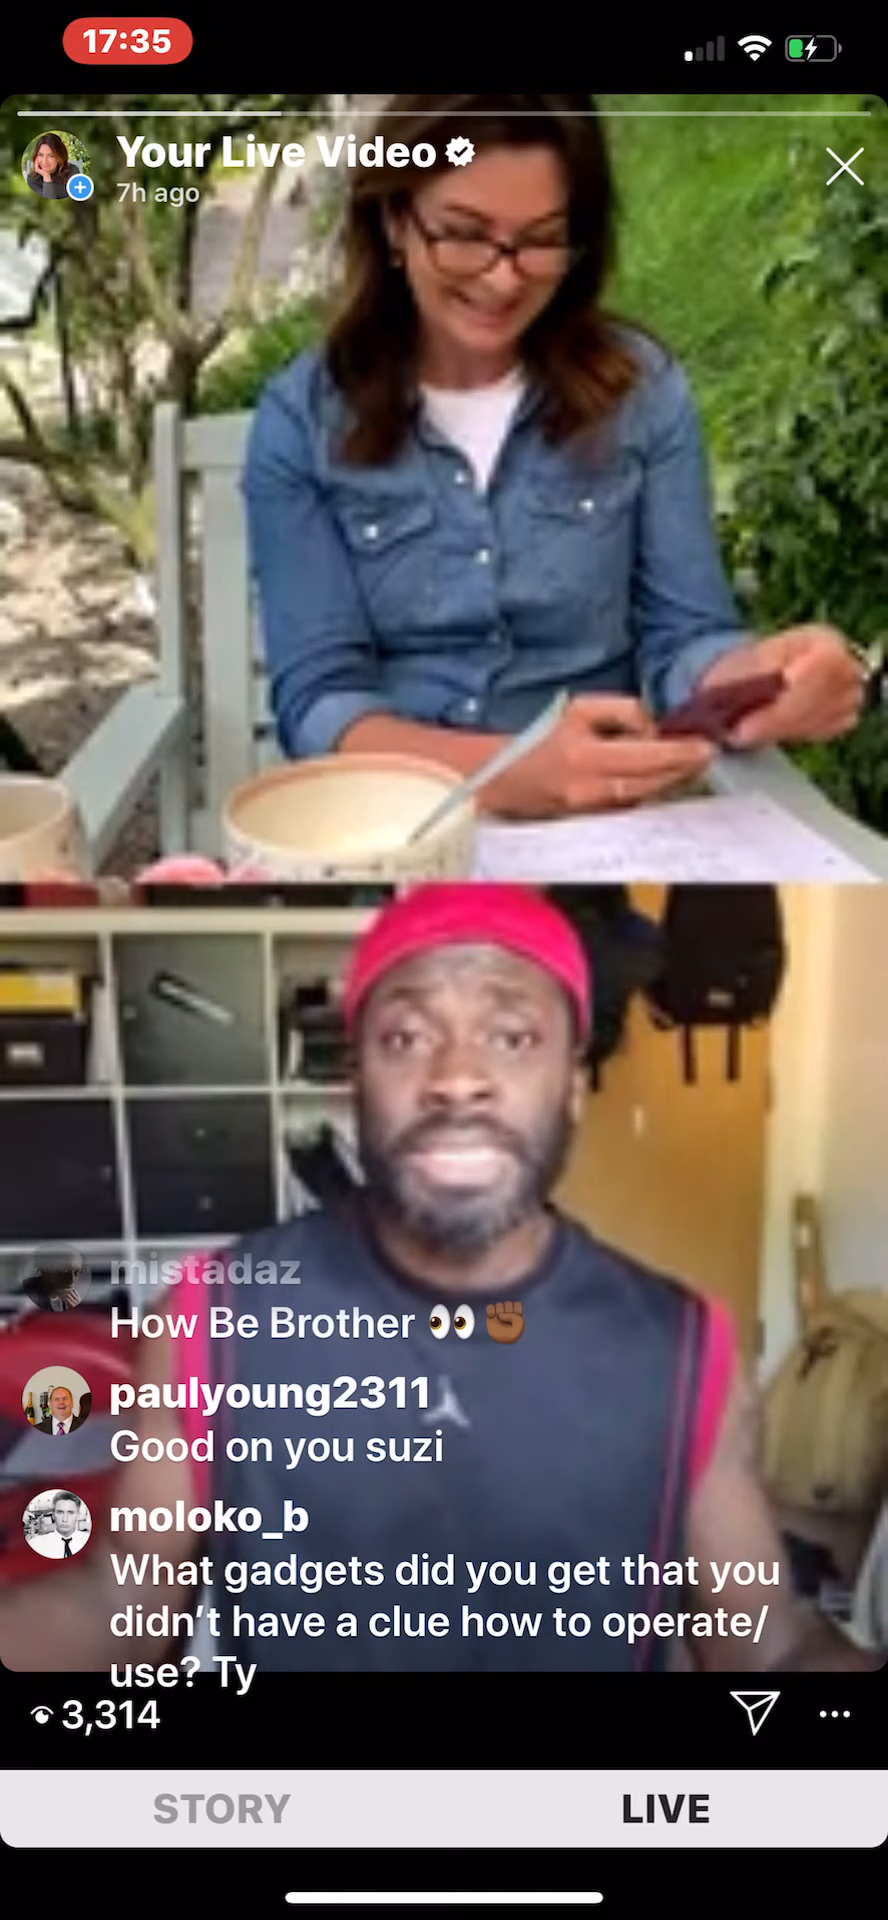 17:35
Your Live Video
7h ago
mistadaz
How Be Brother 👀 ✊🏾
paulyoung2311
Good on you suzi
moloko_b
What gadgets did you get that you
didn't have a clue how to operate/
use? Ty
3,314
STORY
LIVE